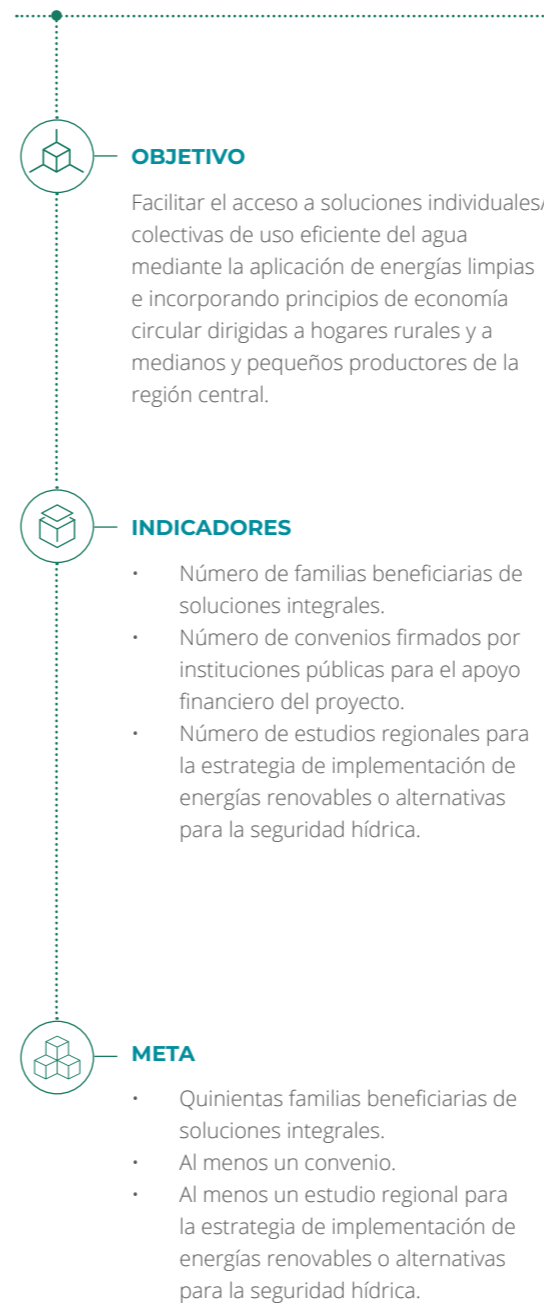 OBJETIVO
Facilitar el acceso a soluciones individuales/
colectivas de uso eficiente del agua
mediante la aplicación de energías limpias
e incorporando principios de economía
circular dirigidas a hogares rurales y a
medianos y pequeños productores de la
región central.
INDICADORES
• Número de familias beneficiarias de
soluciones integrales.
• Número de convenios firmados por
instituciones públicas para el apoyo
financiero del proyecto.
• Número de estudios regionales para
la estrategia de implementación de
energías renovables o alternativas
para la seguridad hídrica.
META
• Quinientas familias beneficiarias de
soluciones integrales.
• Al menos un convenio.
• Al menos un estudio regional para
la estrategia de implementación de
energías renovables o alternativas
para la seguridad hídrica.